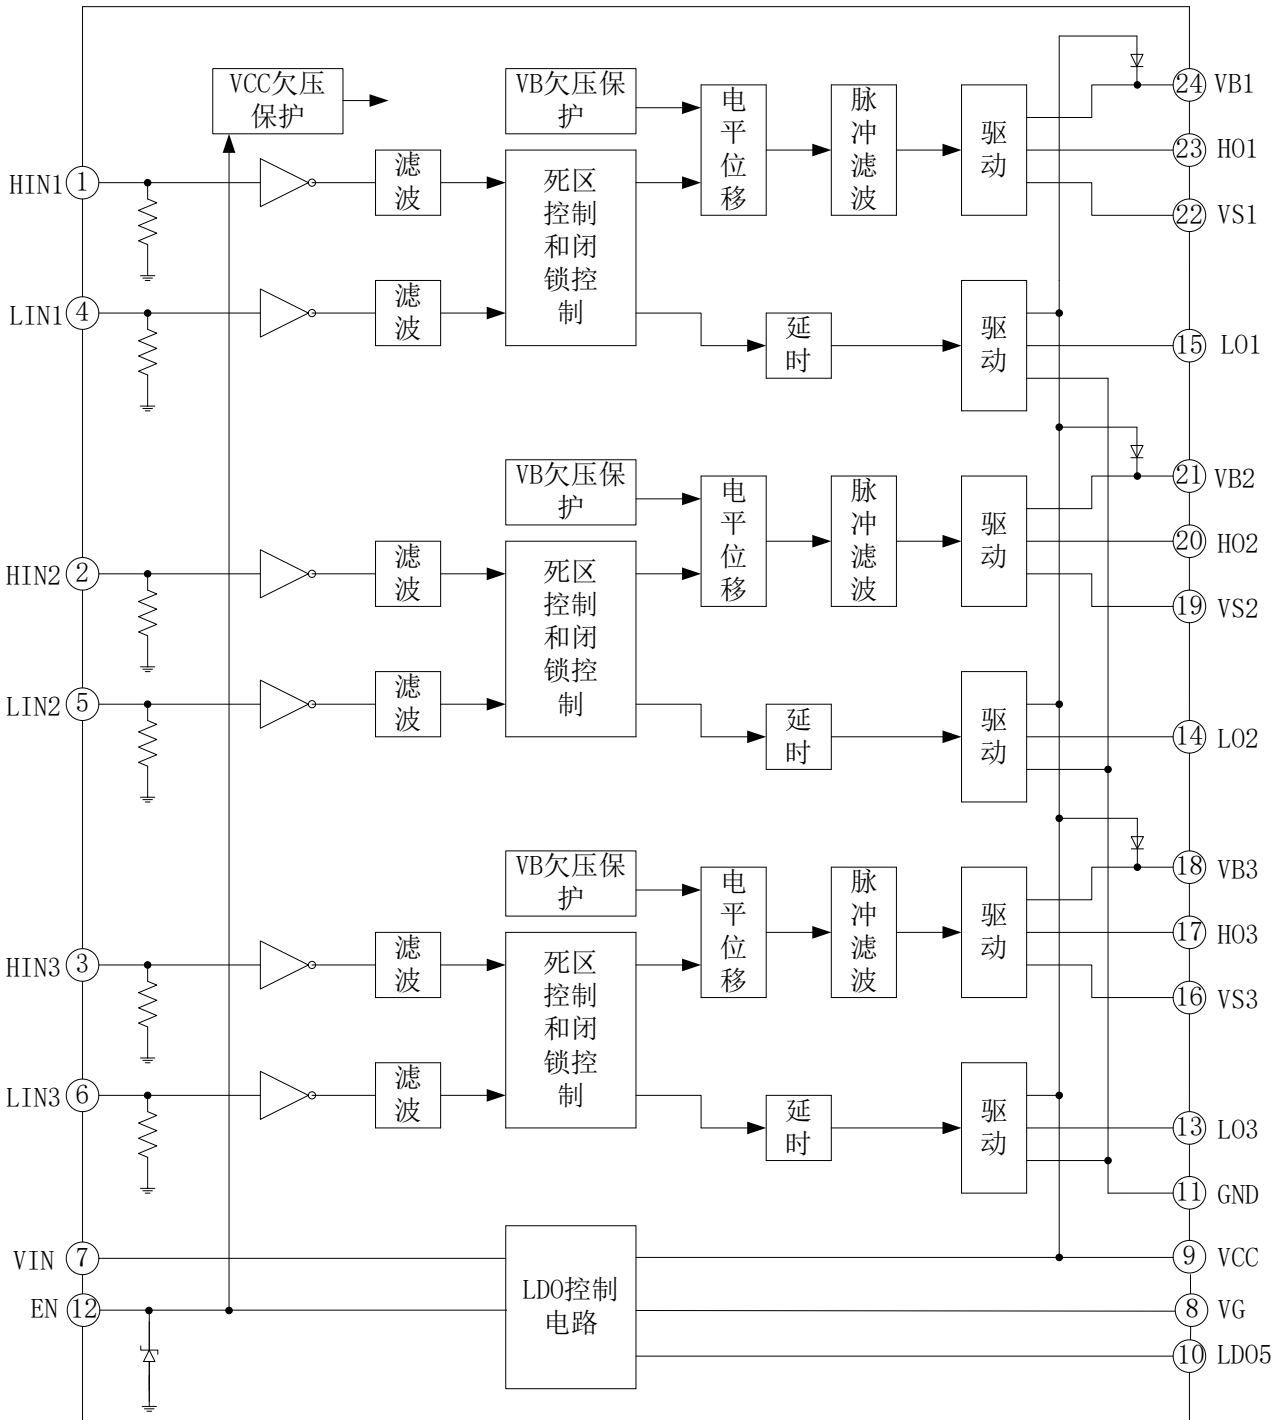 VCC欠压
保护
VB欠压保
护
电
平
位
移
脉
冲
滤
波
驱
动
24 VB1
23 HO1
22 VS1
HIN1 1
滤
波
死区
控制
和闭
锁控
制
LIN1 4
滤
波
延
时
驱
动
15 LO1
VB欠压保
护
电
平
位
移
脉
冲
滤
波
驱
动
21 VB2
20 HO2
19 VS2
HIN2 2
滤
波
死区
控制
和闭
锁控
制
LIN2 5
滤
波
延
时
驱
动
14 LO2
VB欠压保
护
电
平
位
移
脉
冲
滤
波
驱
动
18 VB3
17 HO3
16 VS3
HIN3 3
滤
波
死区
控制
和闭
锁控
制
LIN3 6
滤
波
延
时
驱
动
13 LO3
11 GND
VIN 7
EN 12
LDO控制
电路
9 VCC
8 VG
10 LDO5